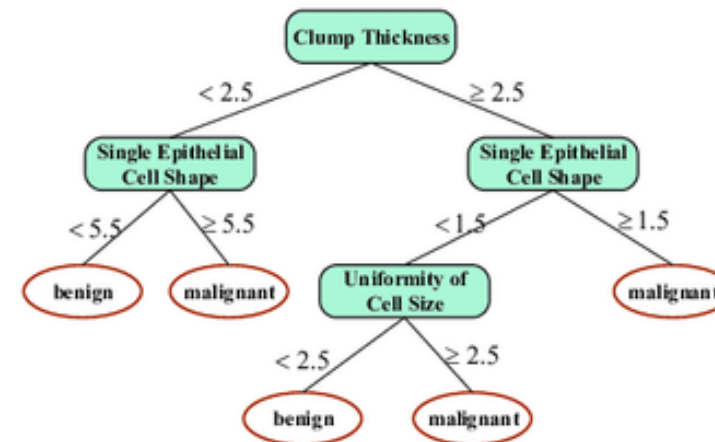 Clump Thickness
< 2.5
≥ 2.5
Single Epithelial
Cell Shape
Single Epithelial
Cell Shape
< 5.5
≥ 5.5
< 1.5
≥ 1.5
benign
malignant
Uniformity of
Cell Size
malignant
< 2.5
≥ 2.5
benign
malignant